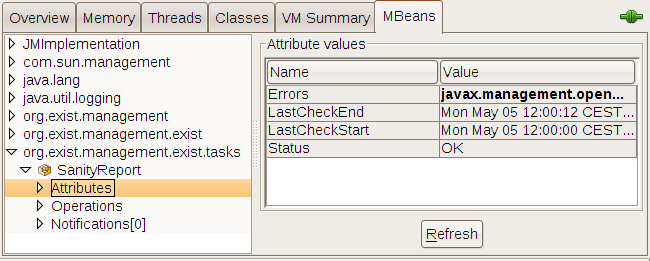 Overview Memory Threads Classes VM Summary MBeans
JMImplementation
com.sun.management
java.lang
java.util.logging
org.exist.management
org.exist.management.exist
org.exist.management.exist.tasks
SanityReport
Attributes
Operations
Notifications[0]
Attribute values
Name Value
Errors javax.management.open...
LastCheckEnd Mon May 05 12:00:12 CEST...
LastCheckStart Mon May 05 12:00:00 CEST...
Status OK
Refresh